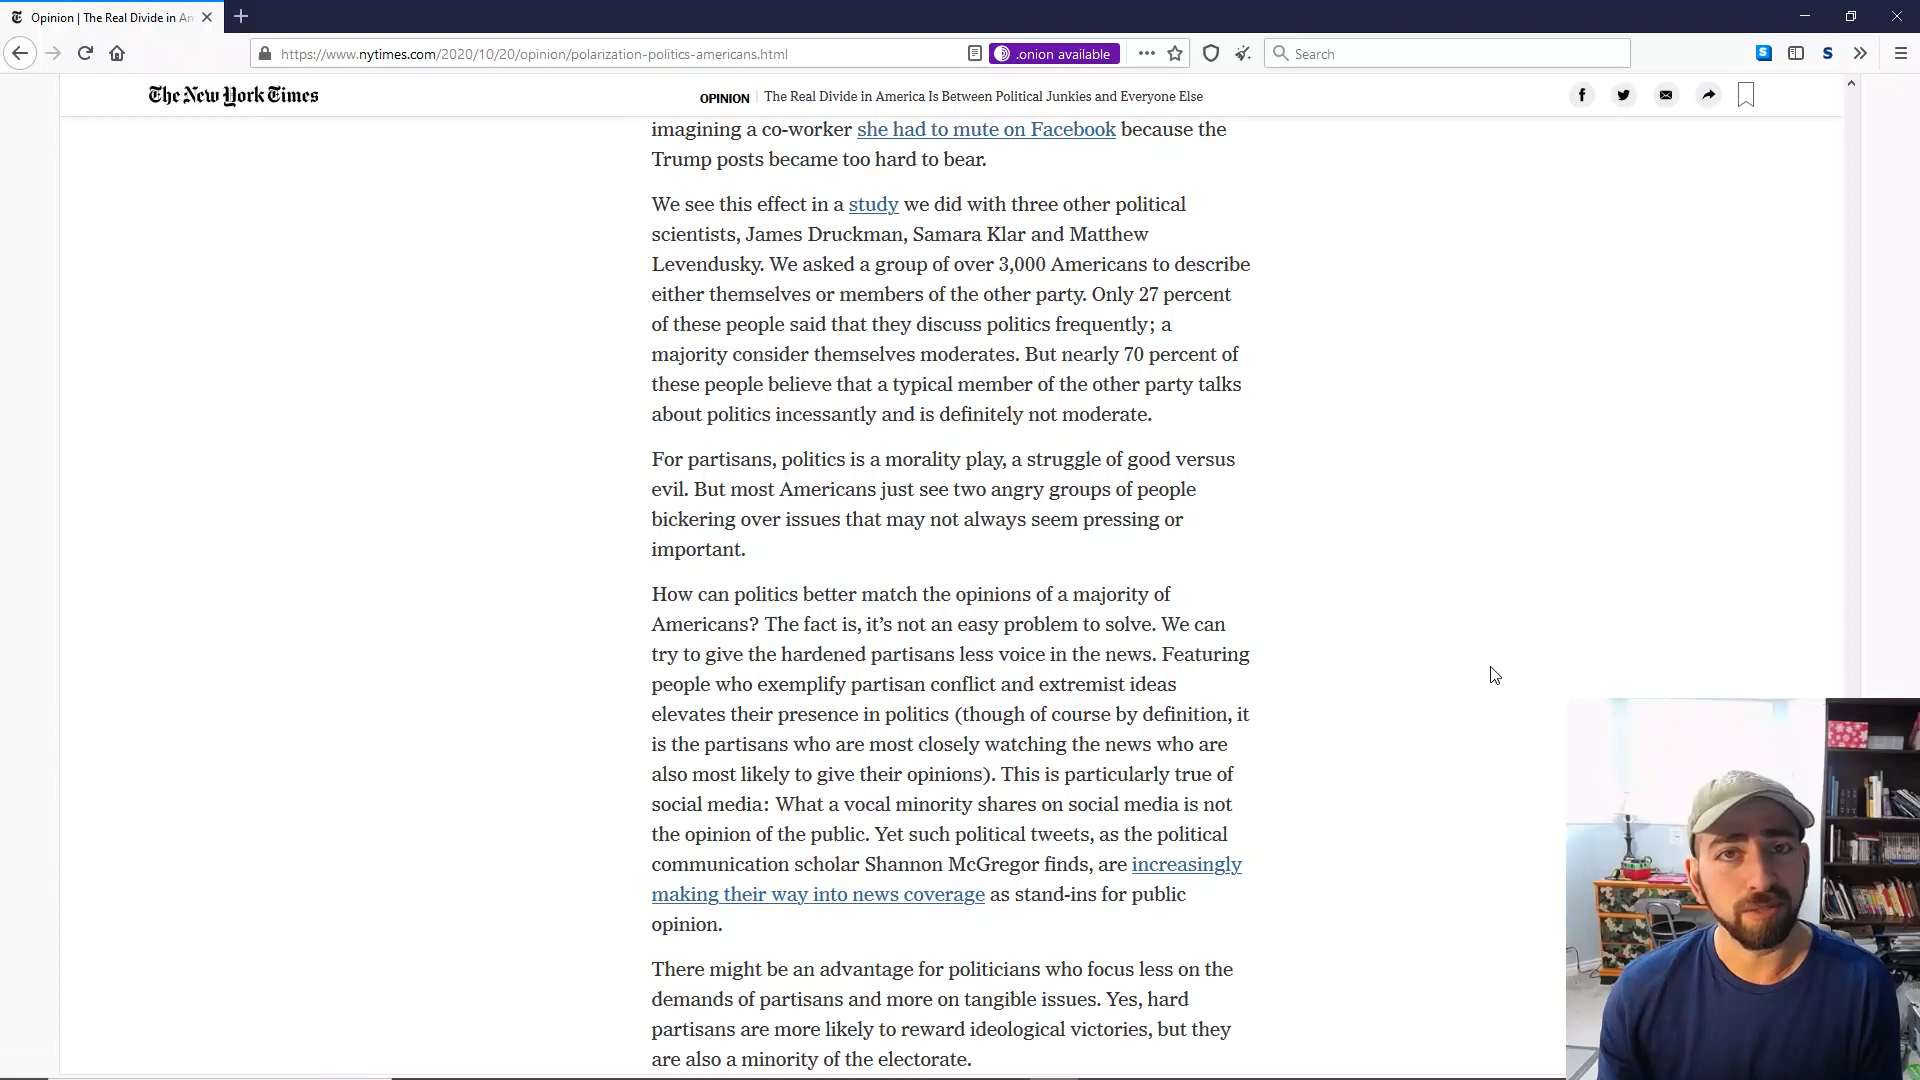 Opinion | The Real Divide in Am
https://www.nytimes.com/2020/10/20/opinion/polarization-politics-americans.html
.onion available
Search
S
S
The New York Times
OPINION | The Real Divide in America Is Between Political Junkies and Everyone Else
imagining a co-worker she had to mute on Facebook because the
Trump posts became too hard to bear.
We see this effect in a study we did with three other political
scientists, James Druckman, Samara Klar and Matthew
Levendusky. We asked a group of over 3,000 Americans to describe
either themselves or members of the other party. Only 27 percent
of these people said that they discuss politics frequently; a
majority consider themselves moderates. But nearly 70 percent of
these people believe that a typical member of the other party talks
about politics incessantly and is definitely not moderate.
For partisans, politics is a morality play, a struggle of good versus
evil. But most Americans just see two angry groups of people
bickering over issues that may not always seem pressing or
important.
How can politics better match the opinions of a majority of
Americans? The fact is, it’s not an easy problem to solve. We can
try to give the hardened partisans less voice in the news. Featuring
people who exemplify partisan conflict and extremist ideas
elevates their presence in politics (though of course by definition, it
is the partisans who are most closely watching the news who are
also most likely to give their opinions). This is particularly true of
social media: What a vocal minority shares on social media is not
the opinion of the public. Yet such political tweets, as the political
communication scholar Shannon McGregor finds, are increasingly
making their way into news coverage as stand-ins for public
opinion.
There might be an advantage for politicians who focus less on the
demands of partisans and more on tangible issues. Yes, hard
partisans are more likely to reward ideological victories, but they
are also a minority of the electorate.